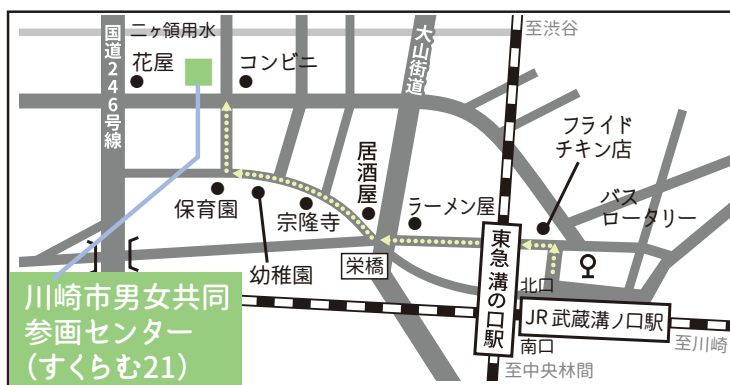 二ヶ領用水
至渋谷
国道246号線
花屋
コンビニ
大山街道
フライド
チキン店
居酒屋
バス
ロータリー
保育園
宗隆寺
ラーメン屋
幼稚園
栄橋
東急 溝の口駅
北口
JR 武蔵溝ノ口駅
南口
至川崎
至中央林間
川崎市男女共同
参画センター
(すくらむ21)